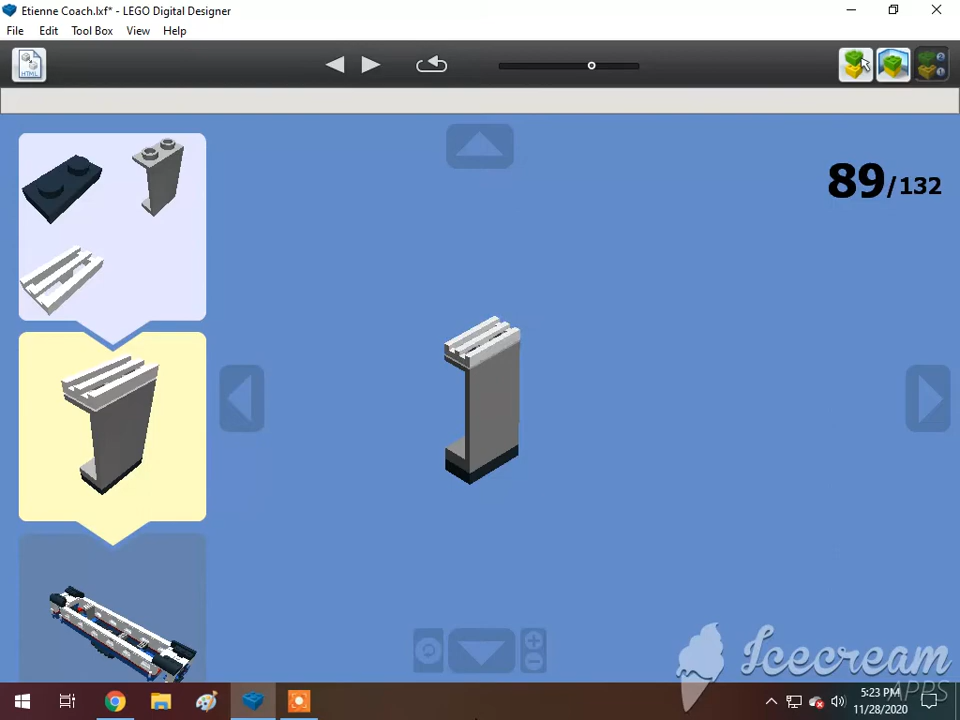 Etienne Coach.lxf* - LEGO Digital Designer
File Edit Tool Box View Help
HTML
89/132
Icecream
APPS
5:23 PM
11/28/2020